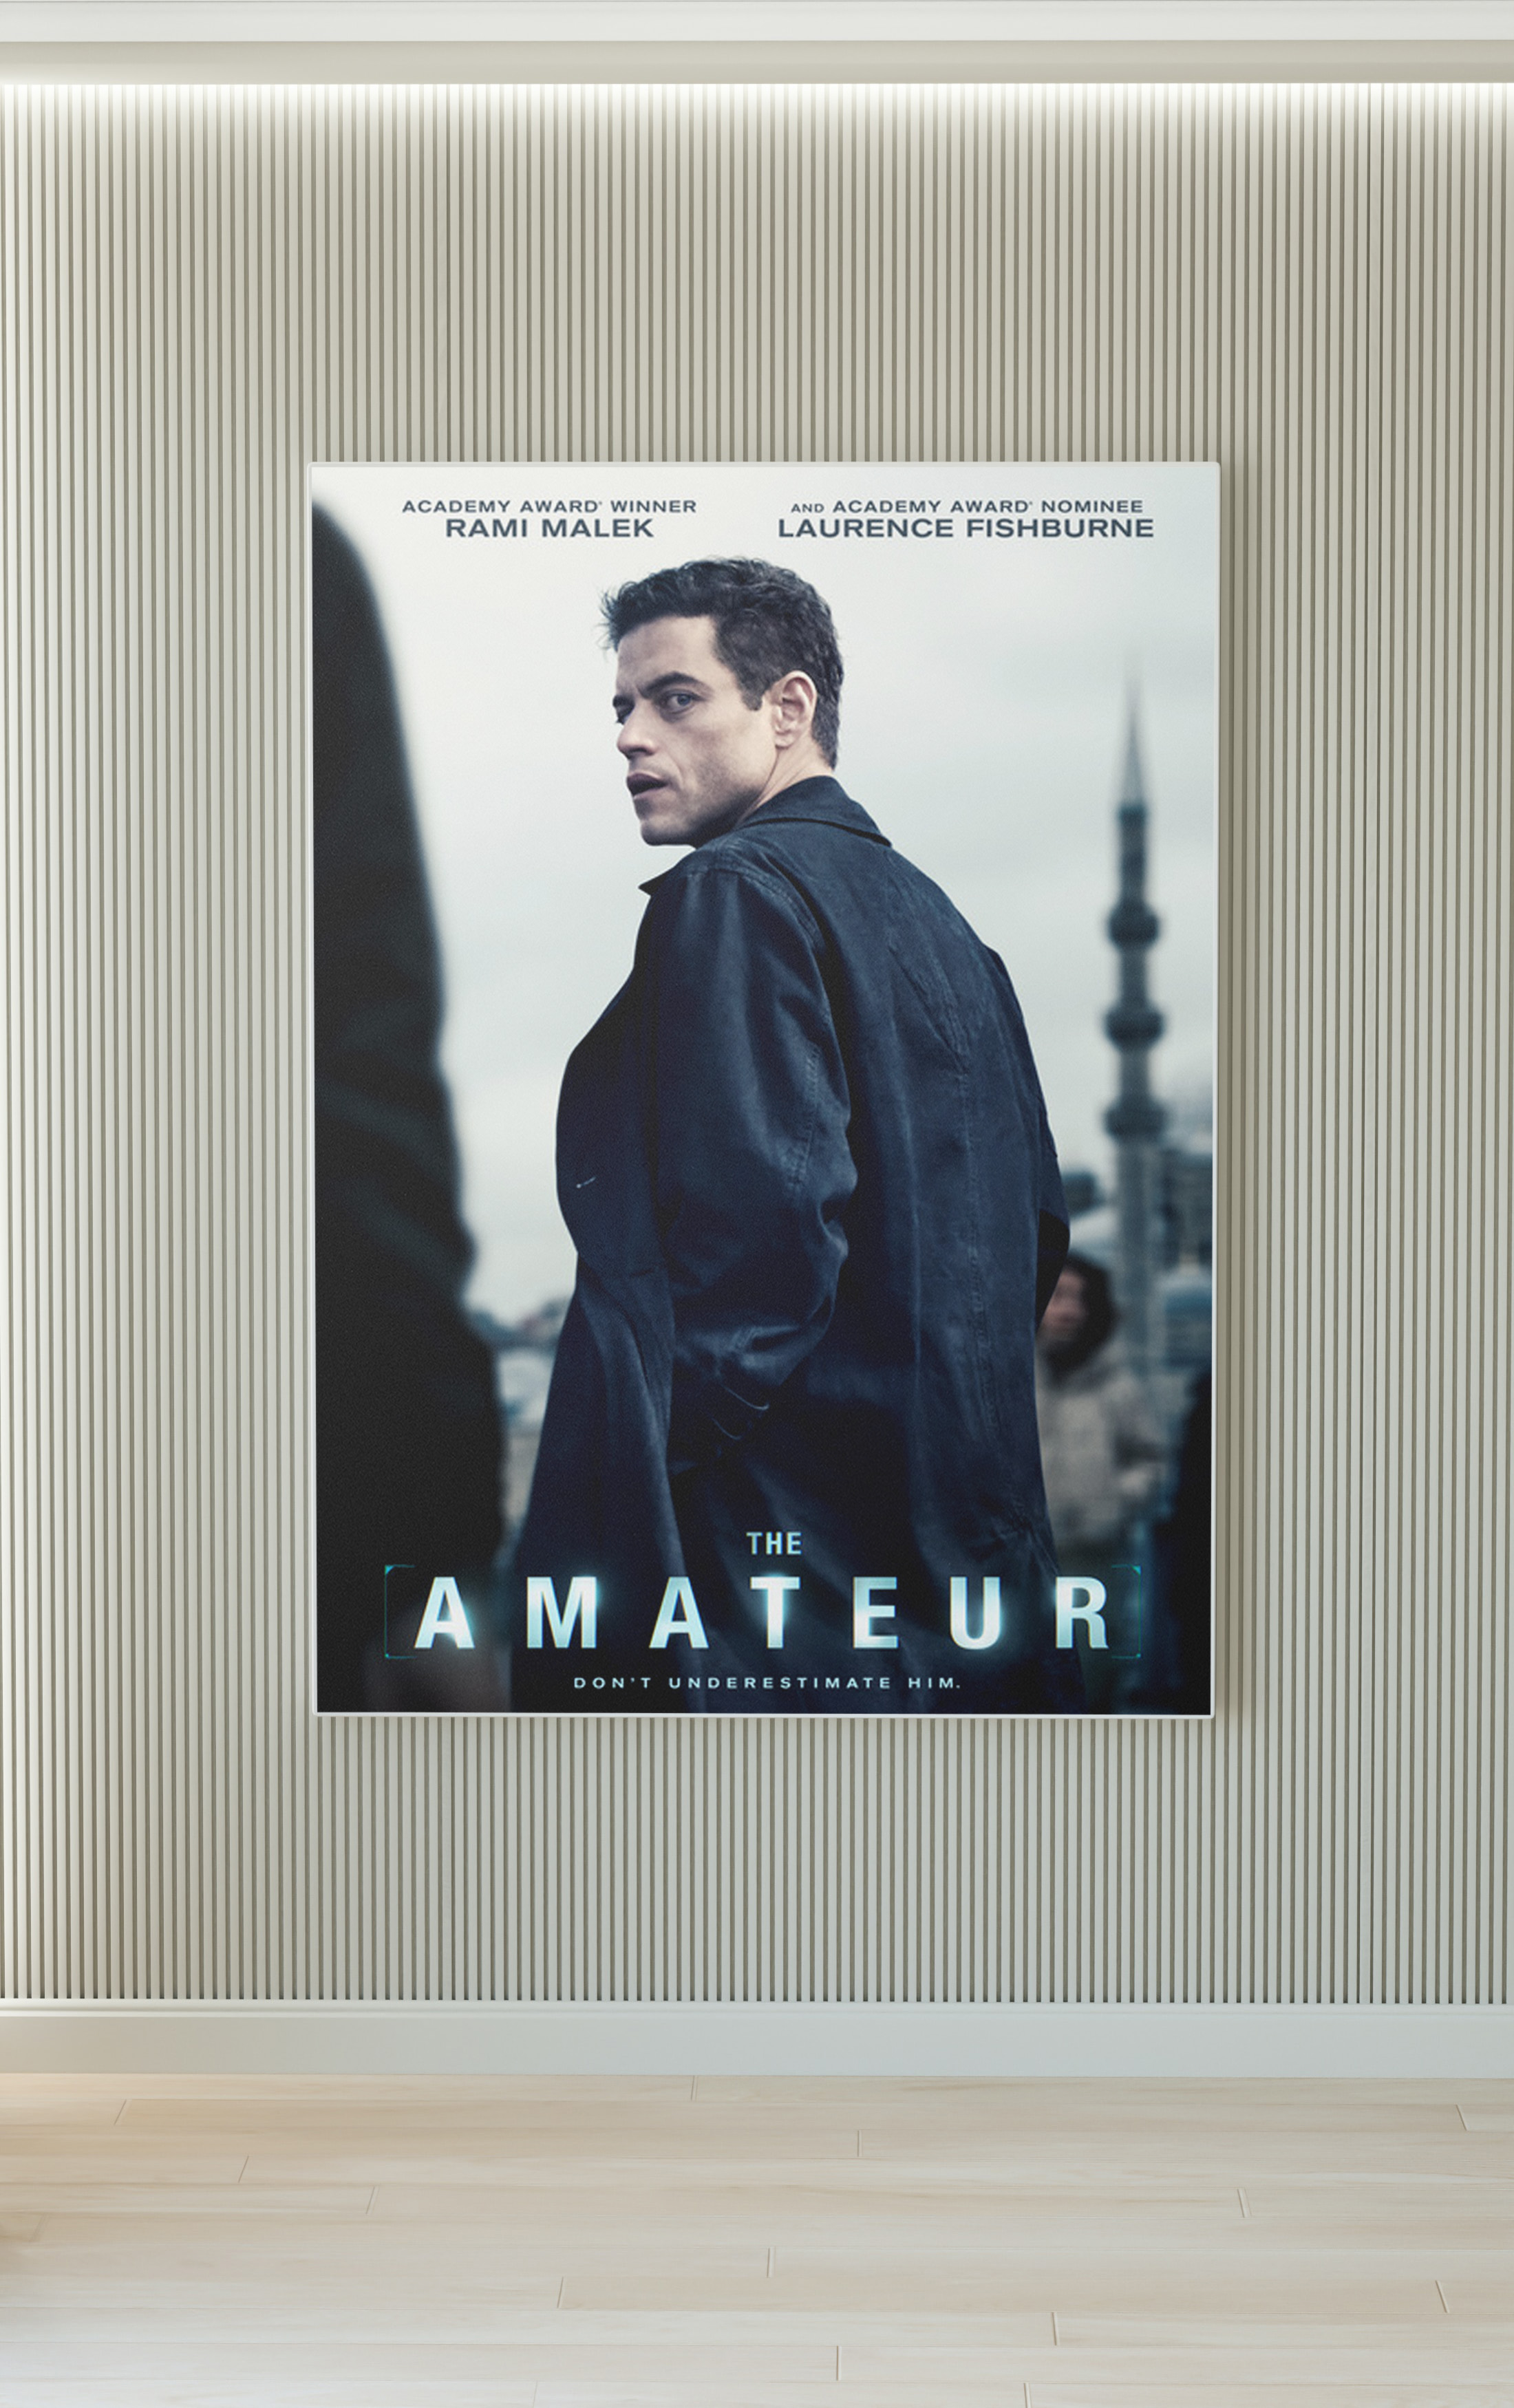 ACADEMY AWARD® WINNER
RAMI MALEK
AND ACADEMY AWARD® NOMINEE
LAURENCE FISHBURNE
THE
AMATEUR
DON'T UNDERESTIMATE HIM.